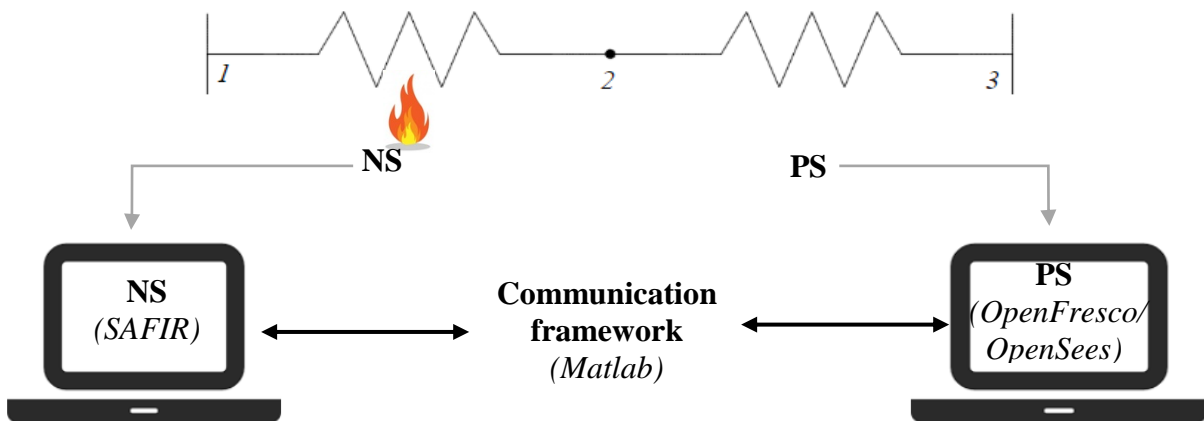 1
2
3
NS
PS
NS
(SAFIR)
Communication
framework
(Matlab)
PS
(OpenFresco/
OpenSees)